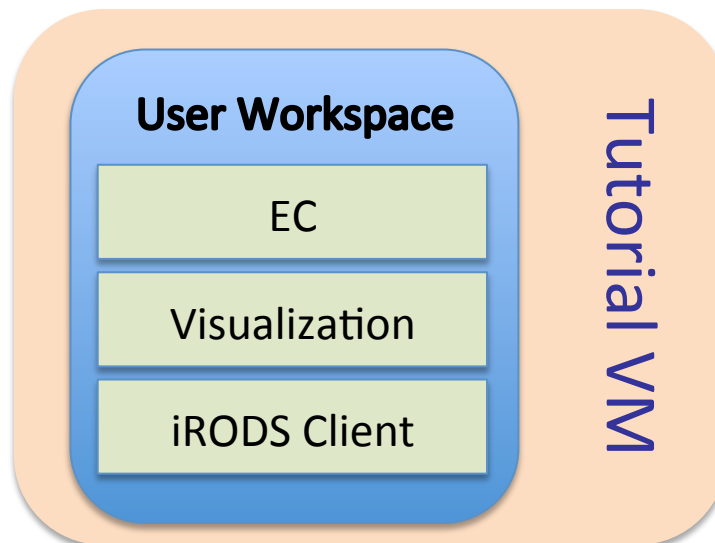 User Workspace
EC
Visualization
iRODS Client
Tutorial VM